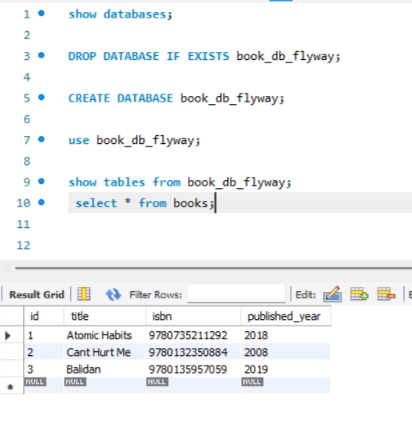 1 show databases;
2
3 DROP DATABASE IF EXISTS book_db_flyway;
4
5 CREATE DATABASE book_db_flyway;
6
7 use book_db_flyway;
8
9 show tables from book_db_flyway;
10 select * from books;
11
12
Result Grid Filter Rows: Edit:
id title isbn published_year
1 Atomic Habits 9780735211292 2018
2 Cant Hurt Me 9780132350884 2008
3 Balidan 9780135957059 2019
NULL NULL NULL NULL